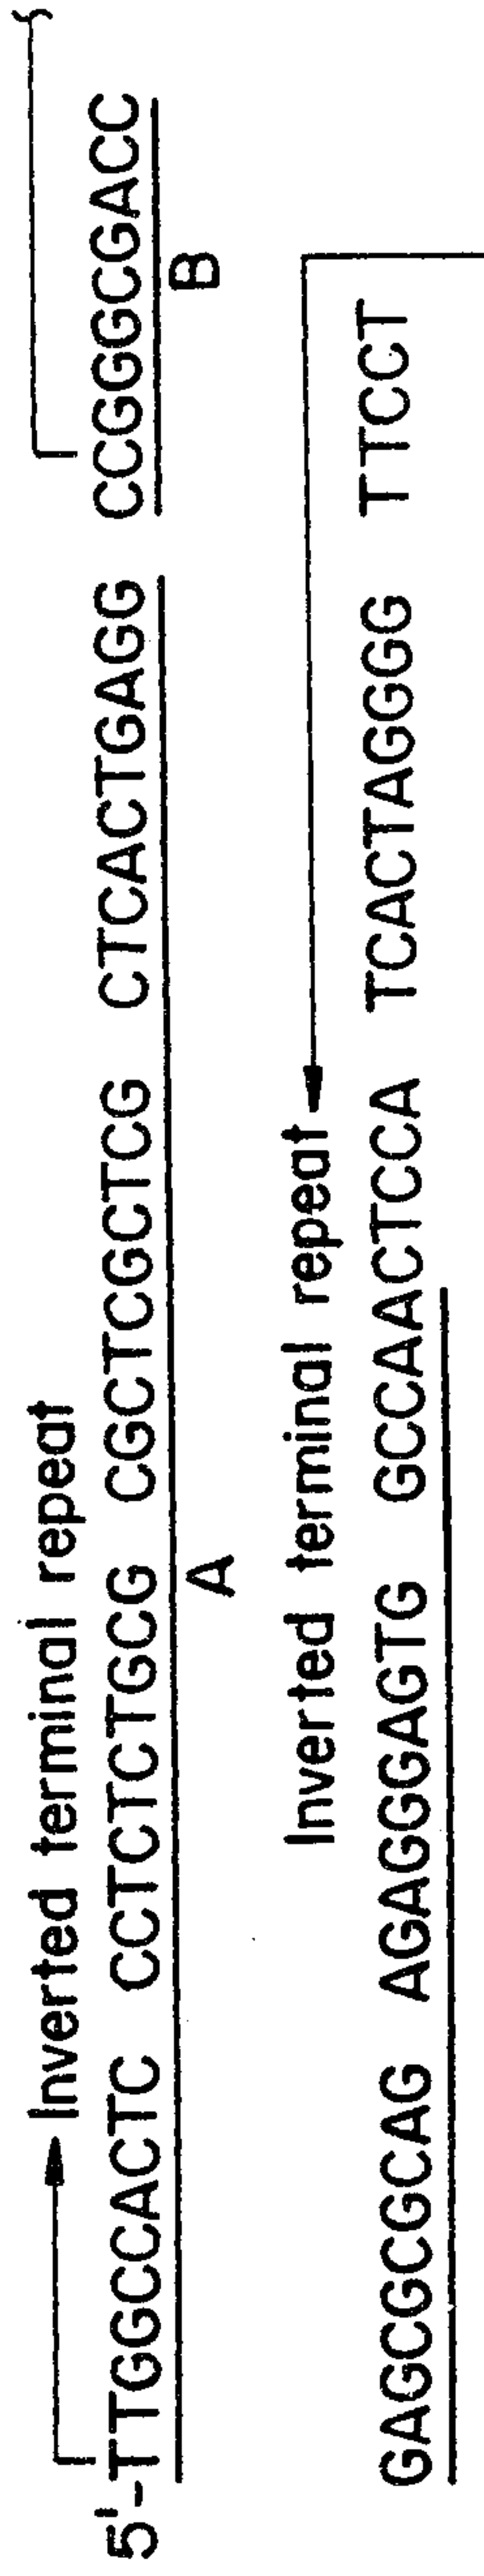 Inverted terminal repeat
5'-TTGGCCACTC CCTCTCTGCG CGCTCGCTCG CTCACTGAGG CCGGGCGACC
A B
Inverted terminal repeat
GAGCGCGCAG AGAGGGAGTG GCCAACTCCA TCACTAGGGG TTCCT